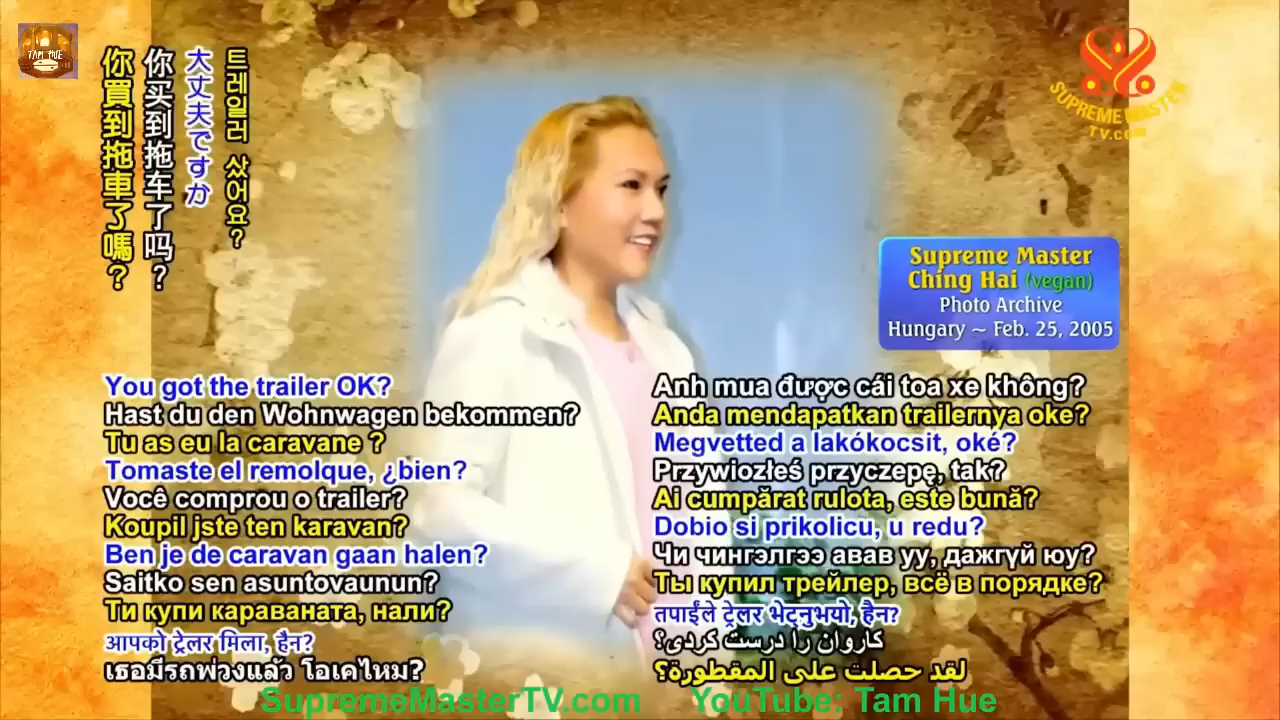 TAM HUE
你買到拖車了嗎？
你买到拖车了吗？
大丈夫ですか
트레일러 샀어요?
SUPREME MASTER
TV.com
Supreme Master
Ching Hai (vegan)
Photo Archive
Hungary ~ Feb. 25, 2005
You got the trailer OK?
Hast du den Wohnwagen bekommen?
Tu as eu la caravane ?
Tomaste el remolque, ¿bien?
Você comprou o trailer?
Koupil jste ten karavan?
Ben je de caravan gaan halen?
Saitko sen asuntovaunun?
Ти купи караваната, нали?
आपको ट्रेलर मिला, हैन?
เธอมีรถพ่วงแล้ว โอเคไหม?
Anh mua được cái toa xe không?
Anda mendapatkan trailernya oke?
Megvetted a lakókocsit, oké?
Przywiozłeś przyczepę, tak?
Ai cumpărat rulota, este bună?
Dobio si prikolicu, u redu?
Чи чингэлгээ авав уу, дажгүй юу?
Ты купил трейлер, всё в порядке?
तपाईंले ट्रेलर भेट्नुभयो, हैन?
کاروان را درست کردی؟
لقد حصلت على المقطورة؟
SupremeMasterTV.com YouTube: Tam Hue